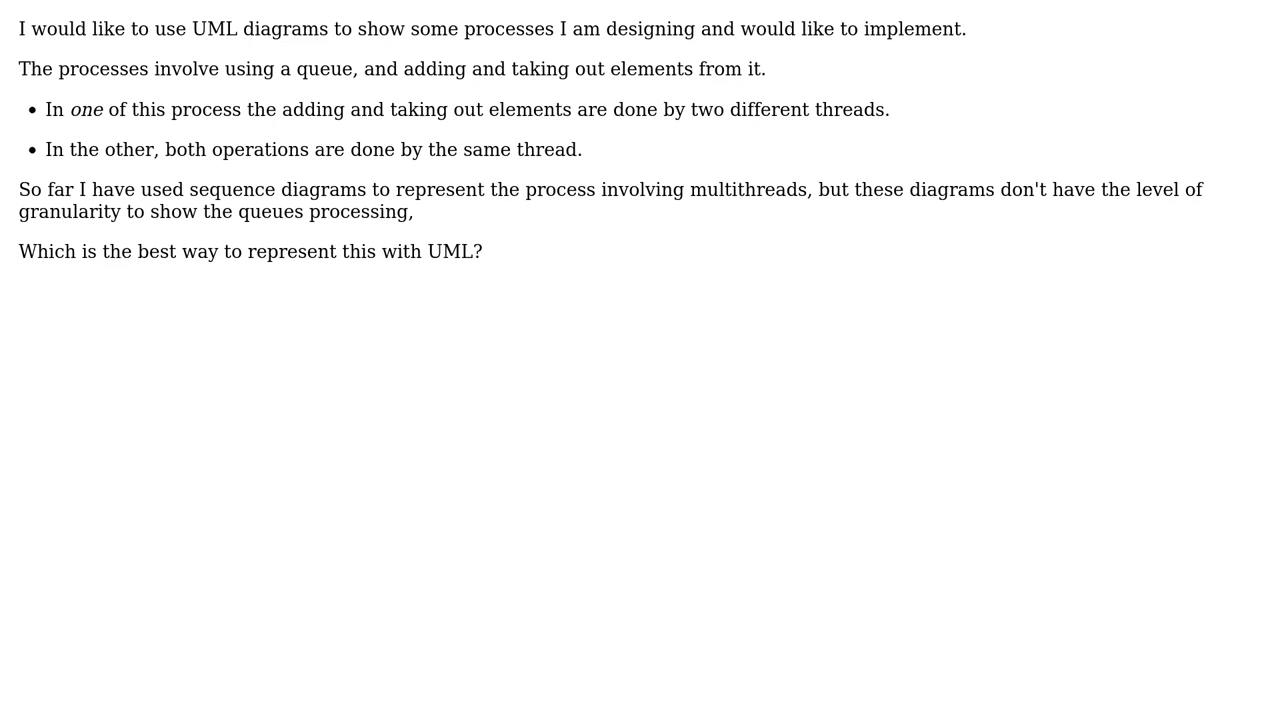 I would like to use UML diagrams to show some processes I am designing and would like to implement.
The processes involve using a queue, and adding and taking out elements from it.
• In one of this process the adding and taking out elements are done by two different threads.
• In the other, both operations are done by the same thread.
So far I have used sequence diagrams to represent the process involving multithreads, but these diagrams don't have the level of
granularity to show the queues processing,
Which is the best way to represent this with UML?